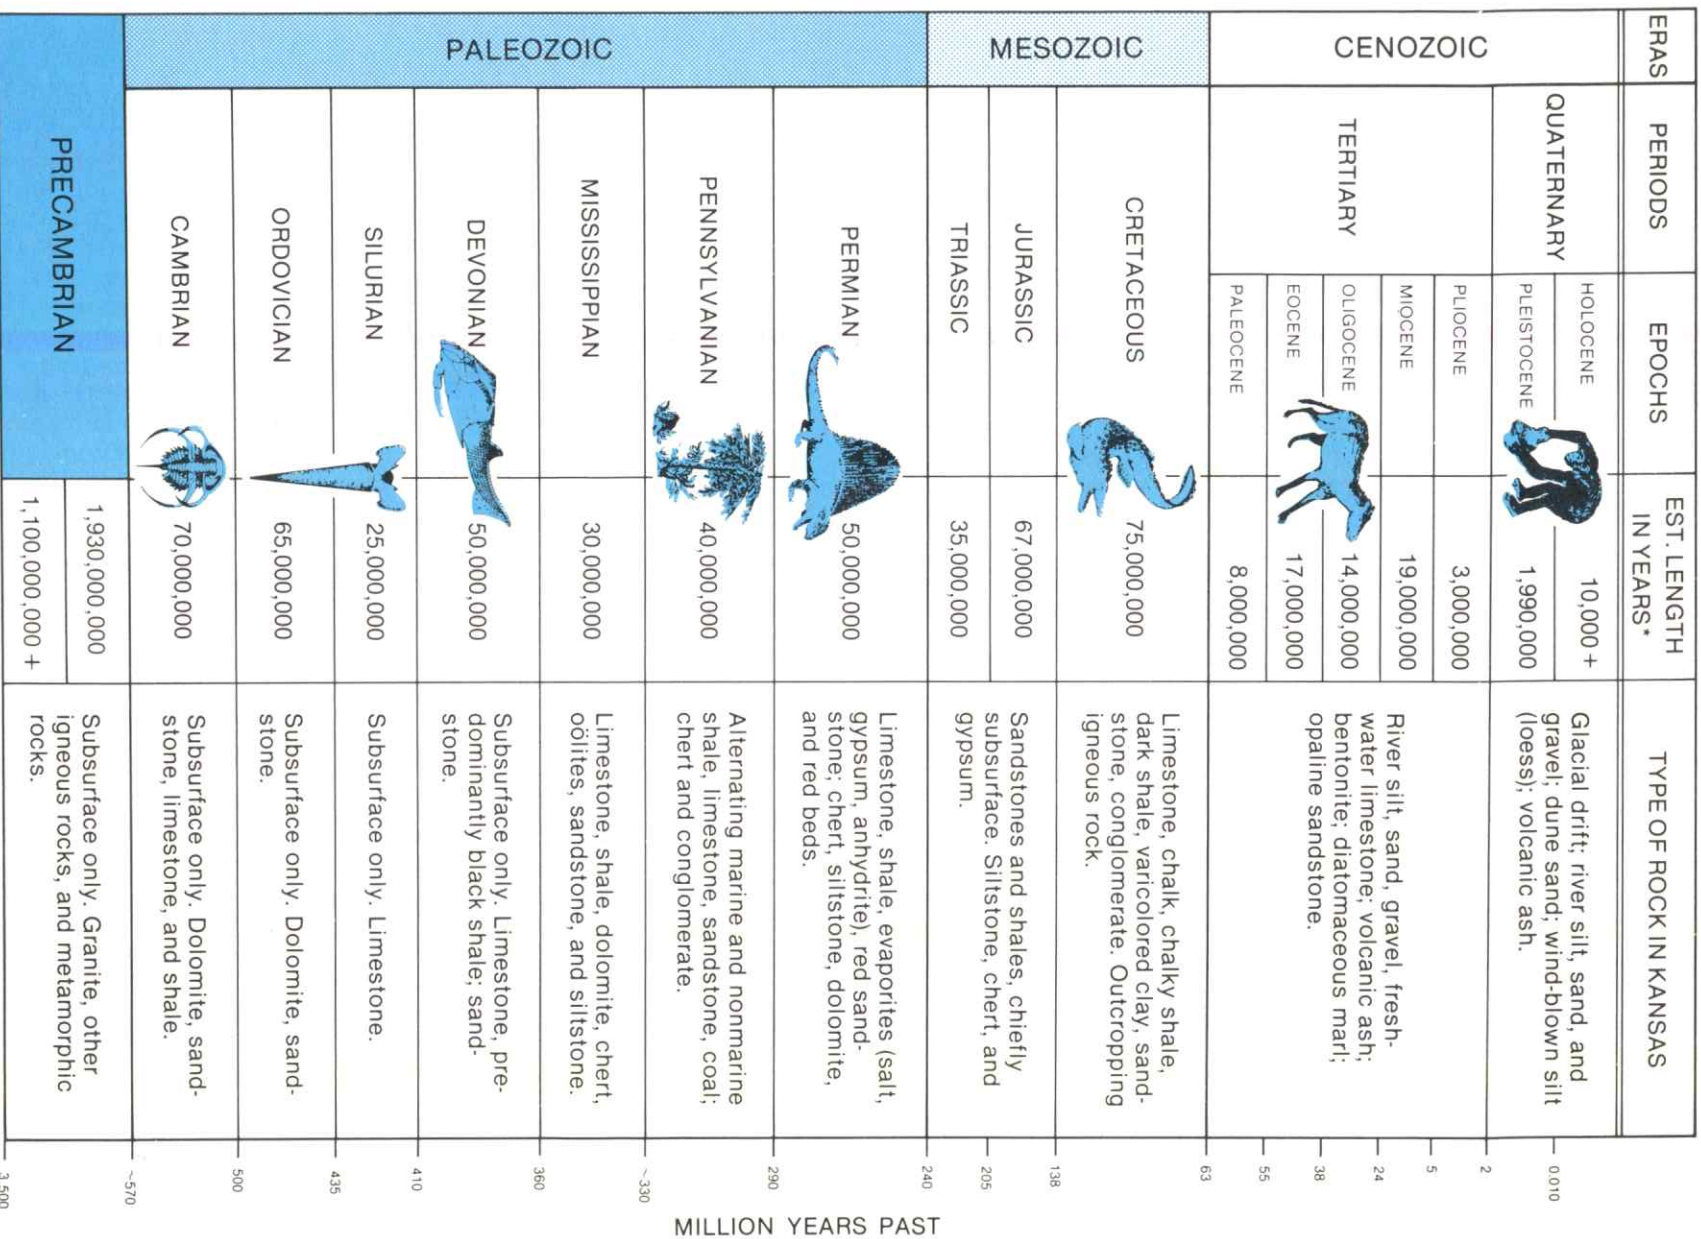 ERAS
PERIODS
EPOCHS
EST. LENGTH
IN YEARS*
TYPE OF ROCK IN KANSAS
CENOZOIC
QUATERNARY
HOLOCENE
10,000 +
PLEISTOCENE
1,990,000
Glacial drift; river silt, sand, and
gravel; dune sand; wind-blown silt
(loess); volcanic ash.
TERTIARY
PLIOCENE
3,000,000
MIOCENE
19,000,000
OLIGOCENE
14,000,000
EOCENE
17,000,000
PALEOCENE
8,000,000
River silt, sand, gravel, fresh-
water limestone; volcanic ash;
bentonite; diatomaceous marl;
opaline sandstone.
MESOZOIC
CRETACEOUS
75,000,000
Limestone, chalk, chalky shale,
dark shale, varicolored clay, sand-
stone, conglomerate. Outcropping
igneous rock.
JURASSIC
67,000,000
TRIASSIC
35,000,000
Sandstones and shales, chiefly
subsurface. Siltstone, chert, and
gypsum.
PALEOZOIC
PERMIAN
50,000,000
Limestone, shale, evaporites (salt,
gypsum, anhydrite), red sand-
stone; chert, siltstone, dolomite,
and red beds.
PENNSYLVANIAN
40,000,000
Alternating marine and nonmarine
shale, limestone, sandstone, coal;
chert and conglomerate.
MISSISSIPPIAN
30,000,000
Limestone, shale, dolomite, chert,
oölites, sandstone, and siltstone.
DEVONIAN
50,000,000
Subsurface only. Limestone, pre-
dominantly black shale; sand-
stone.
SILURIAN
25,000,000
Subsurface only. Limestone.
ORDOVICIAN
65,000,000
Subsurface only. Dolomite, sand-
stone.
CAMBRIAN
70,000,000
Subsurface only. Dolomite, sand-
stone, limestone, and shale.
PRECAMBRIAN
1,930,000,000
1,100,000,000 +
Subsurface only. Granite, other
igneous rocks, and metamorphic
rocks.
0.010
2
5
24
38
55
63
138
205
240
290
~330
360
410
435
500
~570
3,500
MILLION YEARS PAST